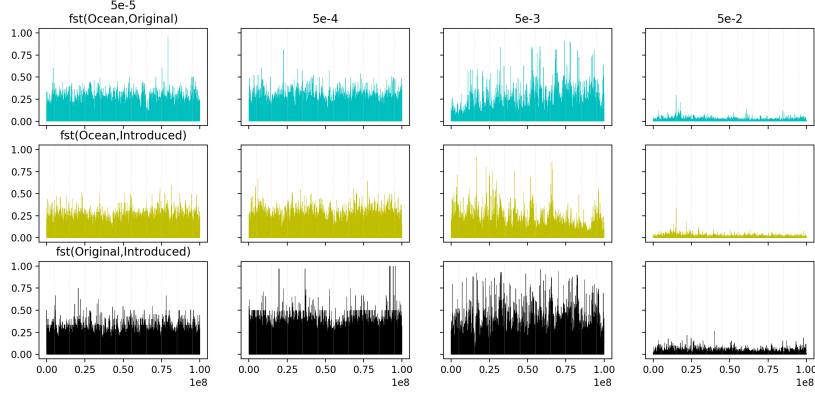 5e-5
fst(Ocean,Original)
5e-4
5e-3
5e-2
1.00
0.75
0.50
0.25
0.00
fst(Ocean,Introduced)
1.00
0.75
0.50
0.25
0.00
fst(Original,Introduced)
1.00
0.75
0.50
0.25
0.00
0.00 0.25 0.50 0.75 1.00
1e8
0.00 0.25 0.50 0.75 1.00
1e8
0.00 0.25 0.50 0.75 1.00
1e8
0.00 0.25 0.50 0.75 1.00
1e8